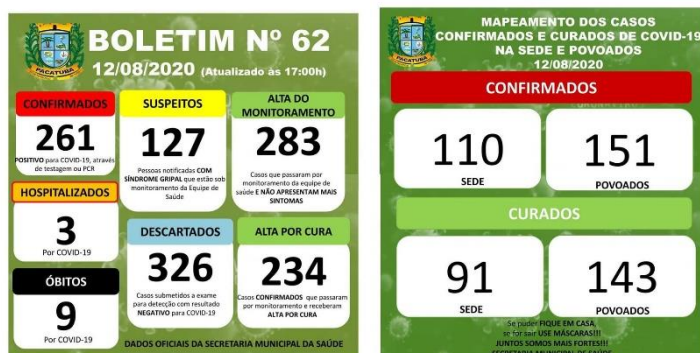 BOLETIM Nº 62
12/08/2020 (Atualizado às 17:00h)
PACATUBA
CONFIRMADOS
261
POSITIVO para COVID-19, através
de testagem ou PCR
SUSPEITOS
127
Pessoas notificadas COM
SÍNDROME GRIPAL que estão sob
monitoramento da Equipe de
Saúde
ALTA DO
MONITORAMENTO
283
Casos que passaram por
monitoramento da equipe de
saúde E NÃO APRESENTAM MAIS
SINTOMAS
HOSPITALIZADOS
3
Por COVID-19
DESCARTADOS
326
Casos submetidos a exame
para detecção com resultado
NEGATIVO para COVID-19
ALTA POR CURA
234
Casos CONFIRMADOS que passaram
por monitoramento e receberam
ALTA POR CURA
ÓBITOS
9
Por COVID-19
DADOS OFICIAIS DA SECRETARIA MUNICIPAL DA SAÚDE
MAPEAMENTO DOS CASOS
CONFIRMADOS E CURADOS DE COVID-19
NA SEDE E POVOADOS
12/08/2020
PACATUBA
CONFIRMADOS
110
SEDE
151
POVOADOS
CURADOS
91
SEDE
143
POVOADOS
Se puder FIQUE EM CASA,
se for sair USE MÁSCARAS!!!
JUNTOS SOMOS MAIS FORTES!!!
SECRETARIA MUNICIPAL DE SAÚDE